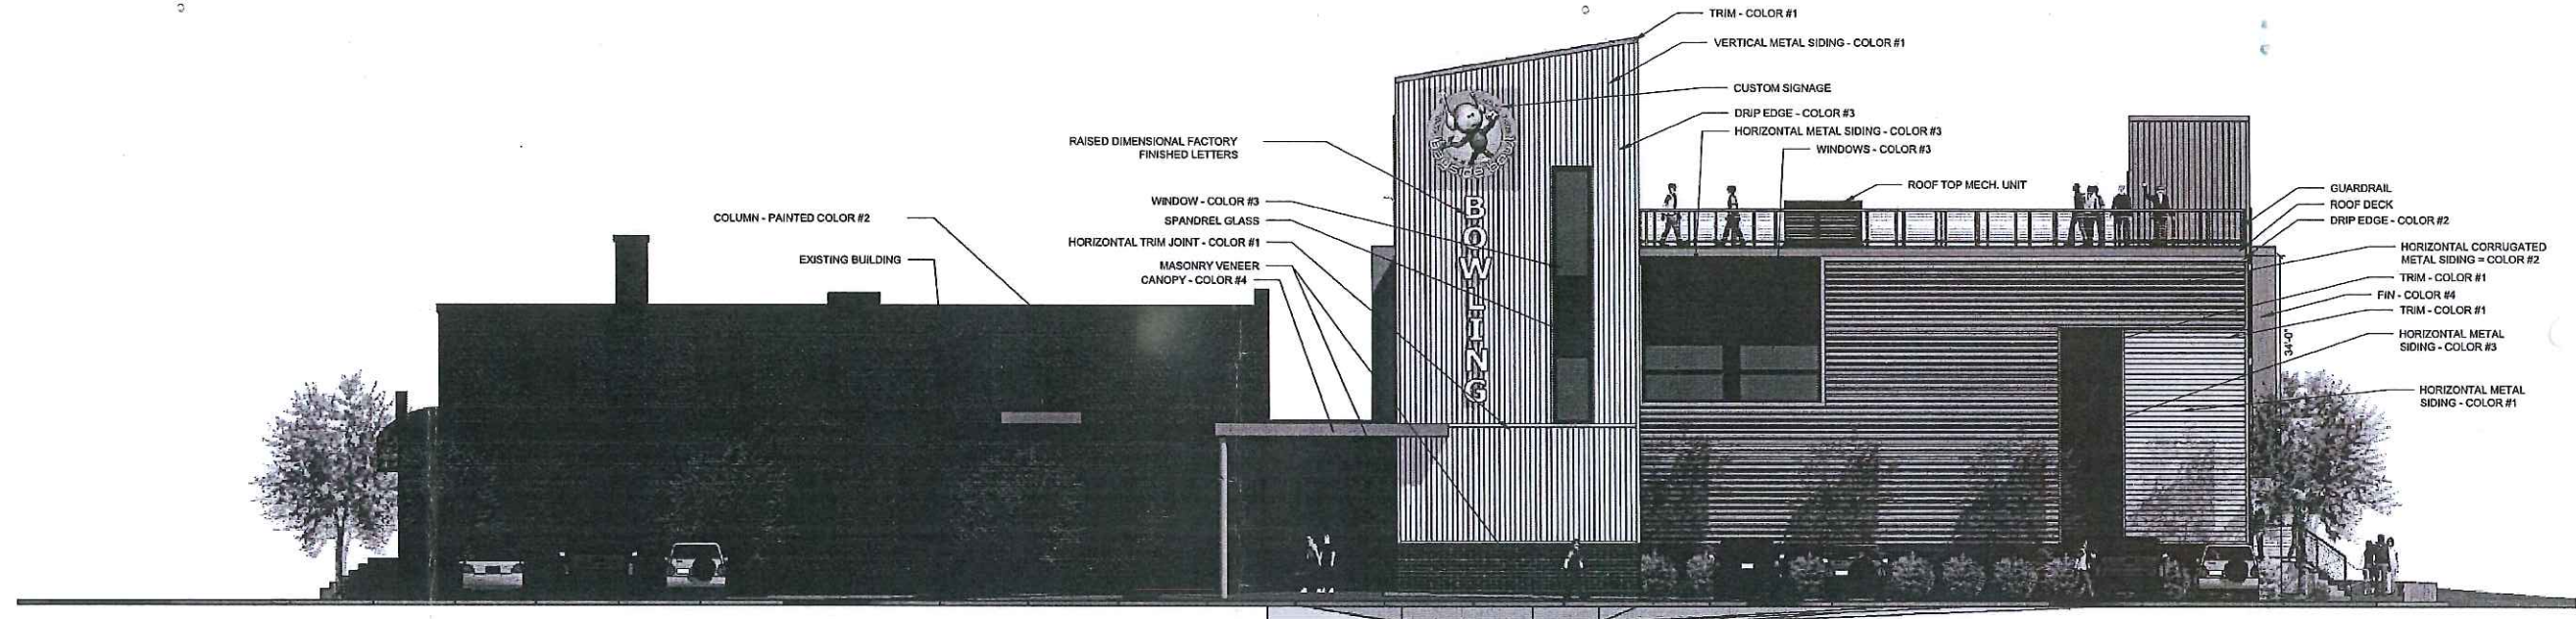 TRIM - COLOR #1
VERTICAL METAL SIDING - COLOR #1
CUSTOM SIGNAGE
DRIP EDGE - COLOR #3
HORIZONTAL METAL SIDING - COLOR #3
WINDOWS - COLOR #3
ROOF TOP MECH. UNIT
RAISED DIMENSIONAL FACTORY
FINISHED LETTERS
WINDOW - COLOR #3
SPANDREL GLASS
HORIZONTAL TRIM JOINT - COLOR #1
MASONRY VENEER
CANOPY - COLOR #4
COLUMN - PAINTED COLOR #2
EXISTING BUILDING
BOWLING
GUARDRAIL
ROOF DECK
DRIP EDGE - COLOR #2
HORIZONTAL CORRUGATED
METAL SIDING = COLOR #2
TRIM - COLOR #1
FIN - COLOR #4
TRIM - COLOR #1
HORIZONTAL METAL
SIDING - COLOR #3
HORIZONTAL METAL
SIDING - COLOR #1
34'-0"